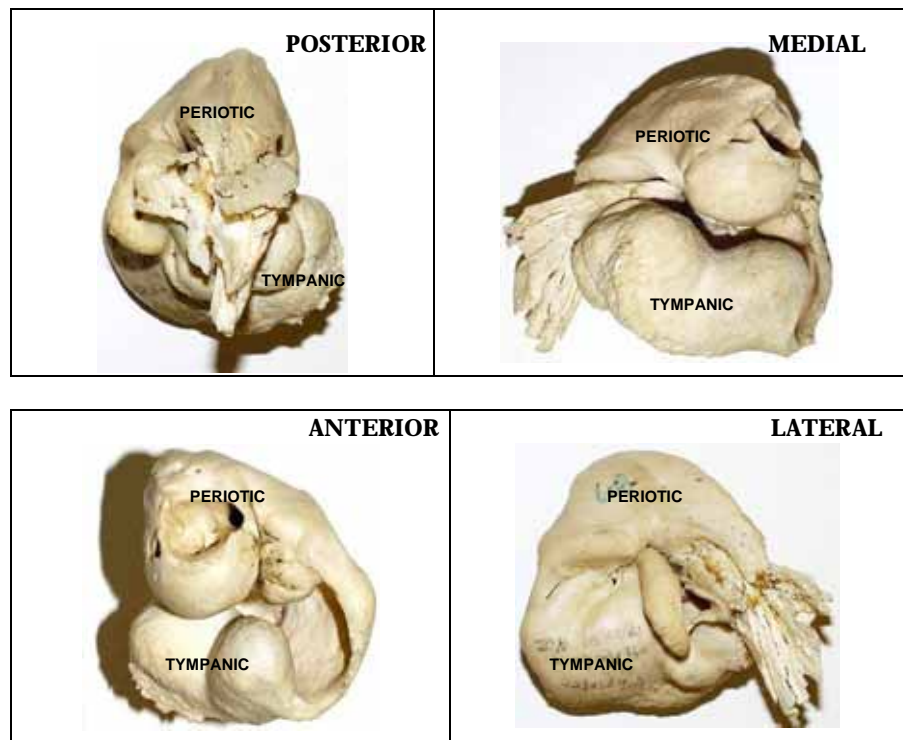 POSTERIOR
PERIOTIC
TYMPANIC
MEDIAL
PERIOTIC
TYMPANIC
ANTERIOR
PERIOTIC
TYMPANIC
LATERAL
PERIOTIC
TYMPANIC